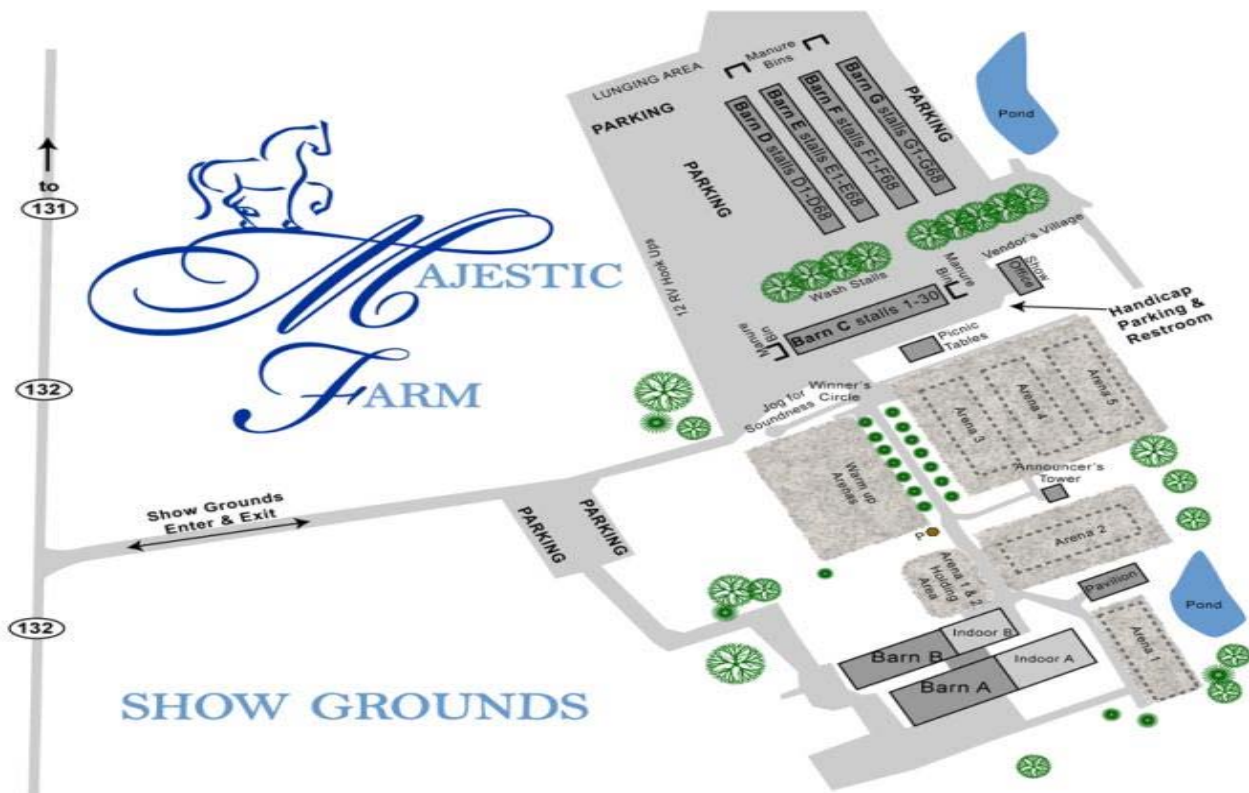 Manure
Bins
LUNGING AREA
PARKING
PARKING
PARKING
Barn D stalls D1-D68
Barn E stalls E1-E68
Barn F stalls F1-F68
Barn G stalls G1-G68
Pond
to
131
MAJESTIC
FARM
12 RV Hook Ups
Vendor's Village
Wash Stalls
Manure
Bin
Show
Office
Handicap
Parking &
Restroom
Barn C stalls 1-30
Manure
Bin
Picnic
Tables
132
Winner's
Circle
Jog for
Soundness
Arena 3
Arena 4
Arena 5
Warm up
Arenas
Announcer's
Tower
Show Grounds
Enter & Exit
PARKING
PARKING
P
Arena 2
Arena 1 & 2
Holding
Area
Pavilion
Pond
132
Indoor B
Barn B
Indoor A
Barn A
Arena 1
SHOW GROUNDS